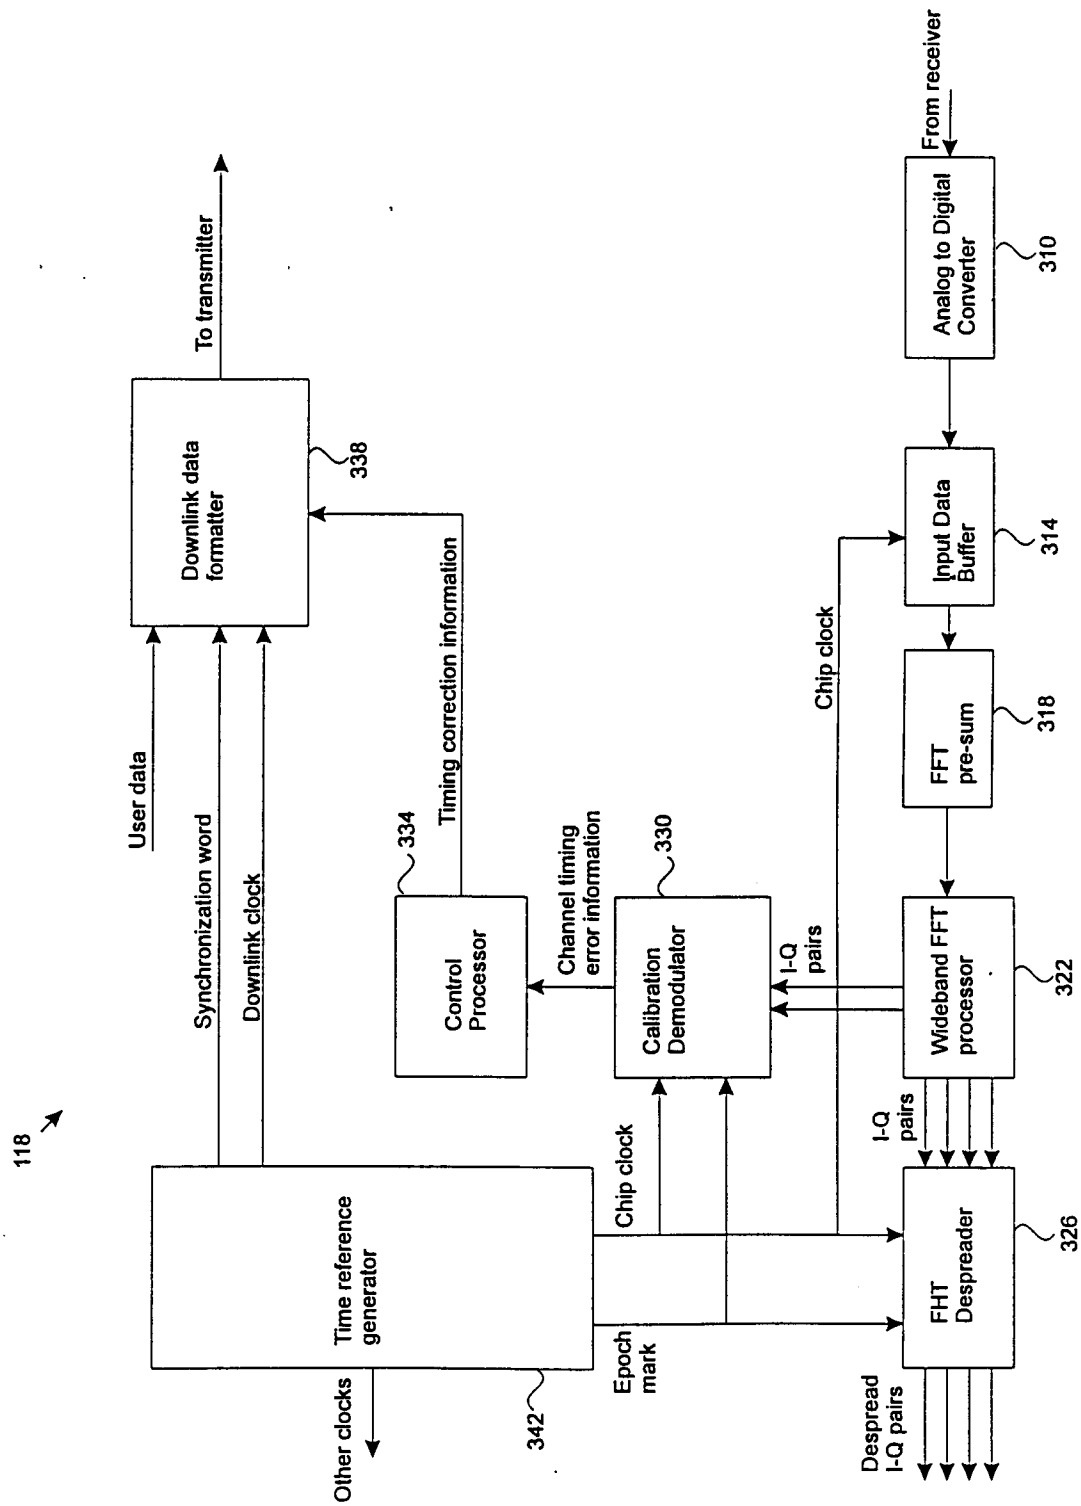 118
Other clocks
Time reference
generator
342
Synchronization word
Downlink clock
User data
Downlink data
formatter
338
To transmitter
Epoch
mark
Chip clock
Control
Processor
334
Timing correction information
Channel timing
error information
Calibration
Demodulator
330
I-Q
pairs
Chip clock
Despread
I-Q pairs
FHT
Despreader
326
I-Q
pairs
Wideband FFT
processor
322
FFT
pre-sum
318
Input Data
Buffer
314
Analog to Digital
Converter
310
From receiver